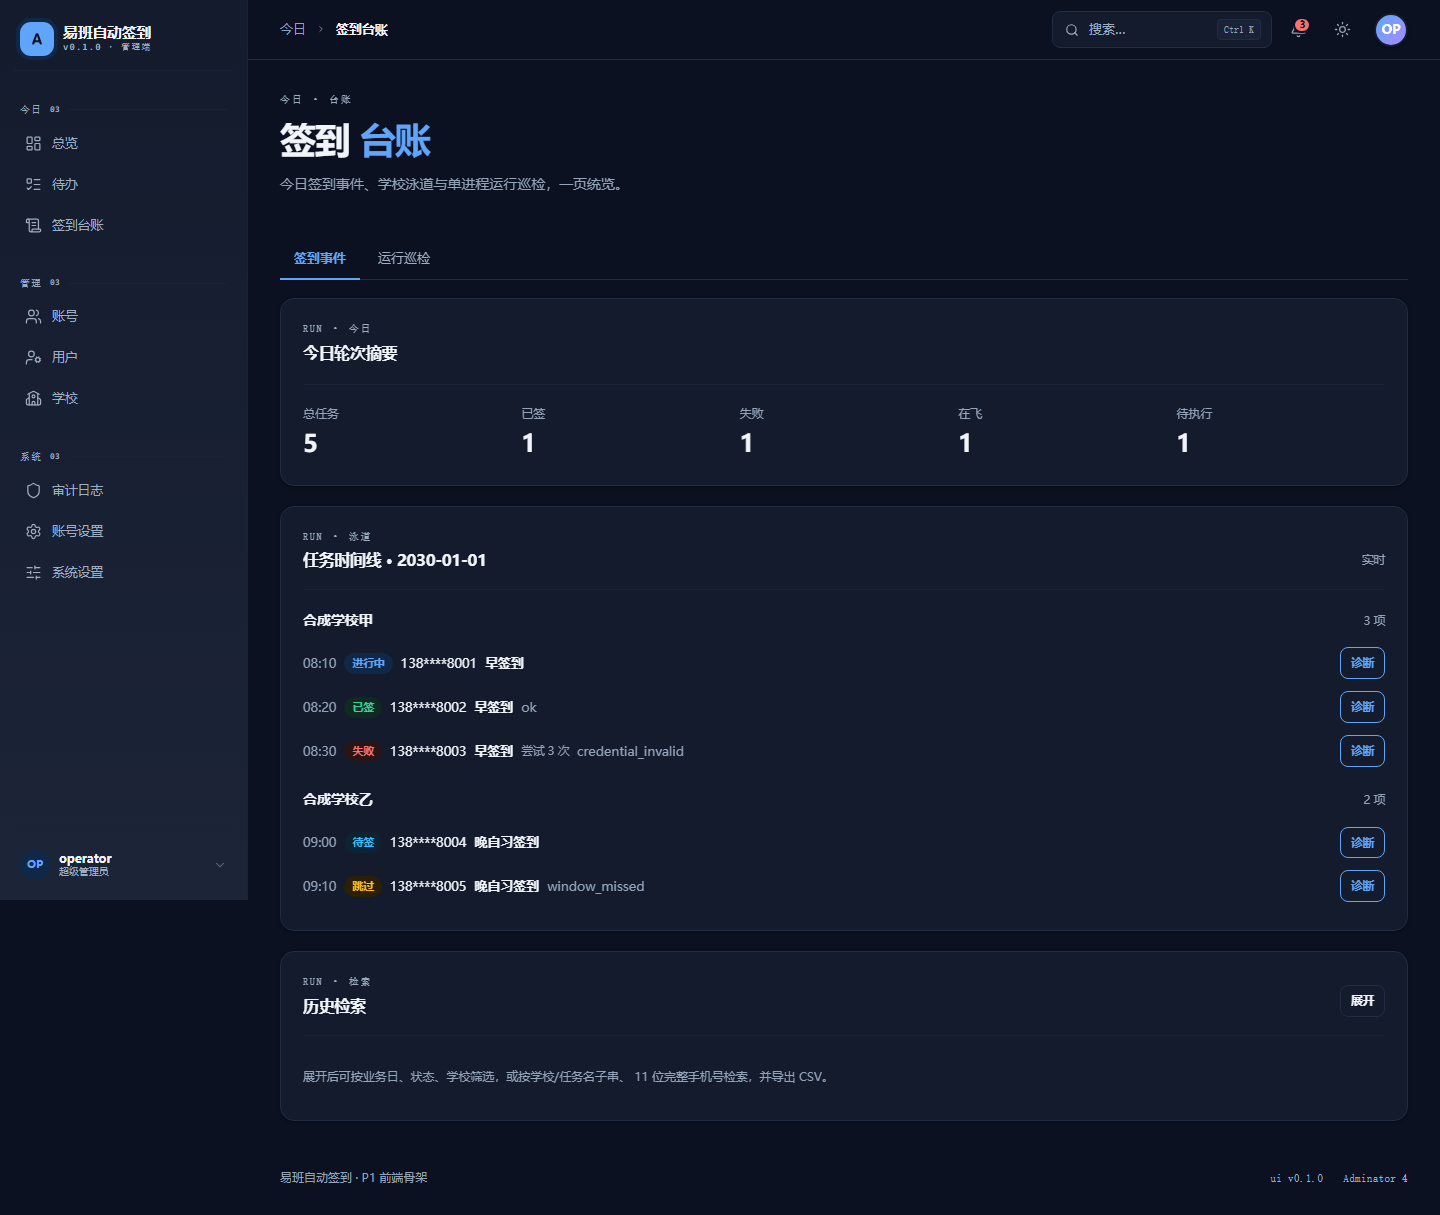 A
易班自动签到
v0.1.0 · 管理端
今日 03
总览
待办
签到台账
管理 03
账号
用户
学校
系统 03
审计日志
账号设置
系统设置
OP
operator
超级管理员
今日 › 签到台账
搜索... Ctrl K
3
OP
今日 · 台账
签到 台账
今日签到事件、学校泳道与单进程运行巡检，一页统览。
签到事件 运行巡检
RUN · 今日
今日轮次摘要
总任务 已签 失败 在飞 待执行
5 1 1 1 1
RUN · 泳道
任务时间线 • 2030-01-01 实时
合成学校甲 3 项
08:10 进行中 138****8001 早签到 诊断
08:20 已签 138****8002 早签到 ok 诊断
08:30 失败 138****8003 早签到 尝试 3 次 credential_invalid 诊断
合成学校乙 2 项
09:00 待签 138****8004 晚自习签到 诊断
09:10 跳过 138****8005 晚自习签到 window_missed 诊断
RUN · 检索
历史检索 展开
展开后可按业务日、状态、学校筛选，或按学校/任务名子串、 11 位完整手机号检索，并导出 CSV。
易班自动签到 · P1 前端骨架 ui v0.1.0 Adminator 4